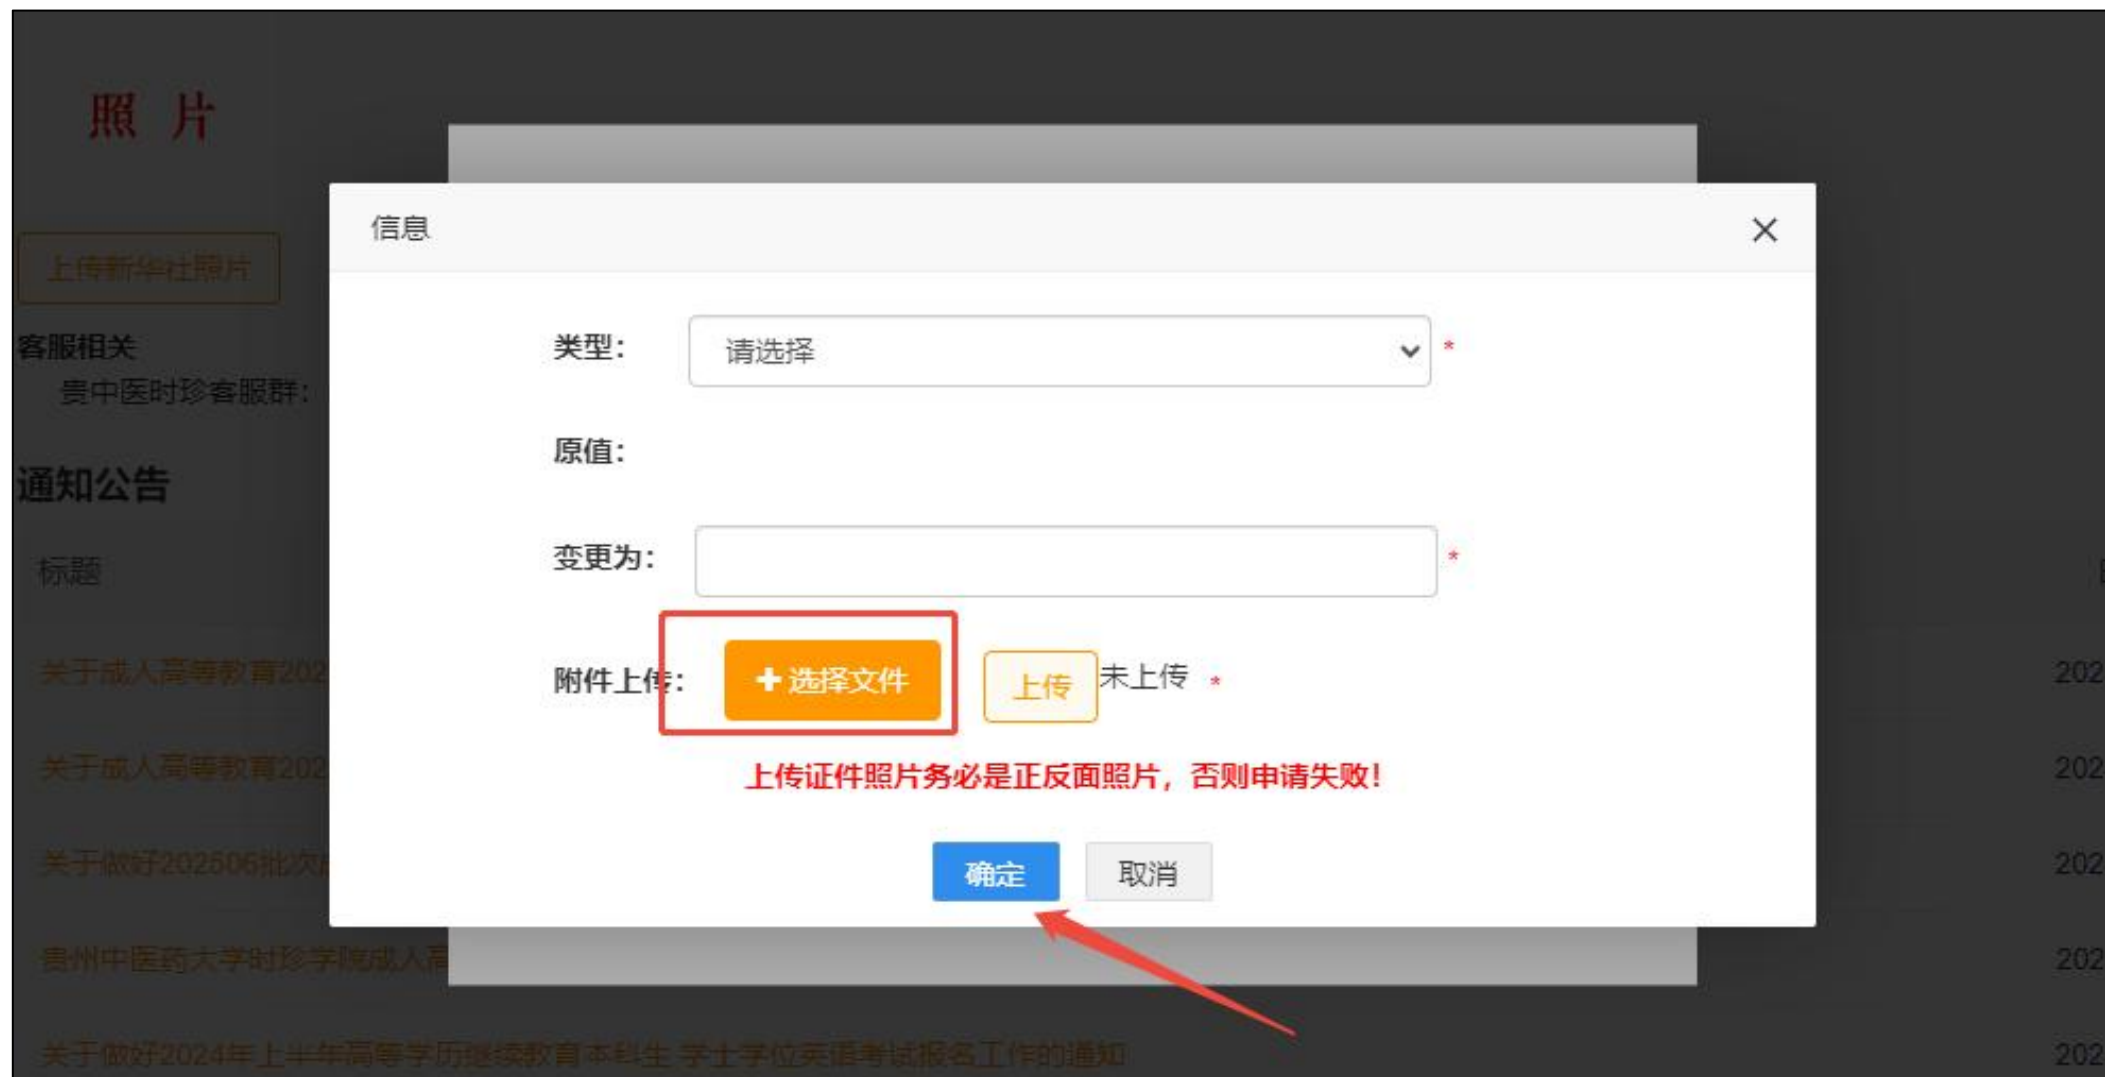 照 片
上传新华社照片
客服相关
贵中医时珍客服群:
通知公告
标题
关于成人高等教育202
202
关于成人高等教育202
202
关于做好202506批次
202
贵州中医药大学时珍学院成人高
202
关于做好2024年上半年高等学历继续教育本科生 学士学位英语考试报名工作的通知
202
信息
×
类型:
请选择
*
原值:
变更为:
*
附件上传:
+选择文件
上传
未上传 *
上传证件照片务必是正反面照片，否则申请失败!
确定
取消